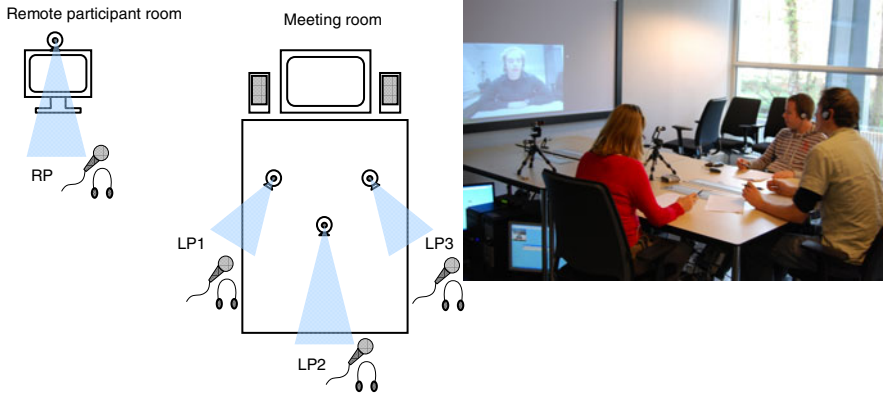 Remote participant room
Meeting room
RP
LP1
LP3
LP2